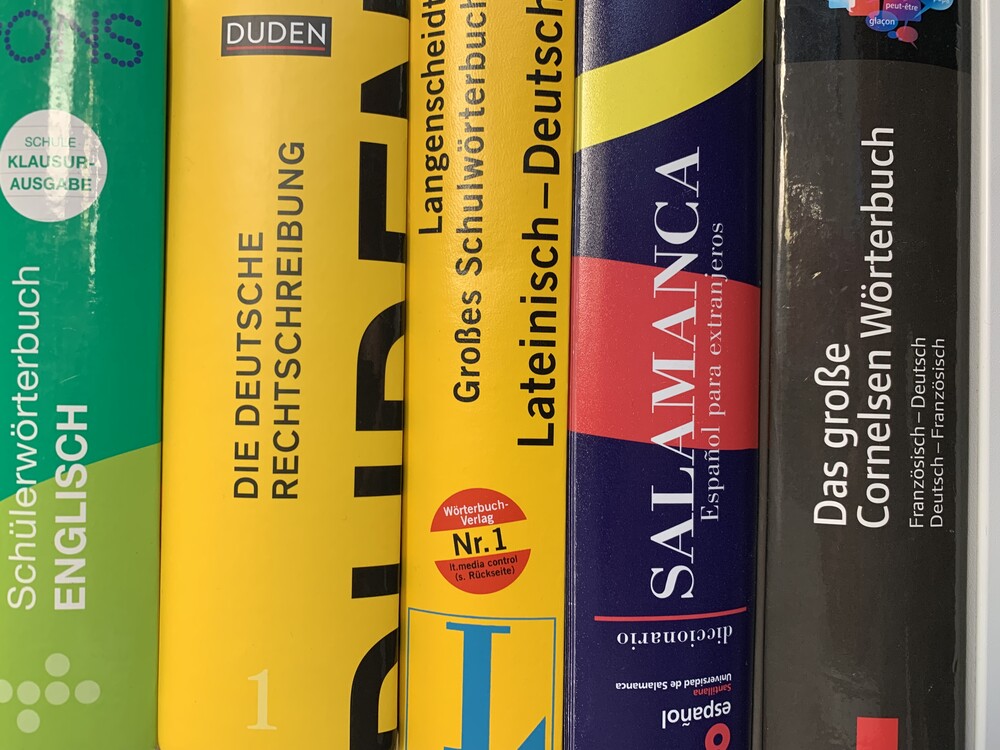 ONS
SCHULE
KLAUSUR-
AUSGABE
Schülerwörterbuch
ENGLISCH
DUDEN
DIE DEUTSCHE
RECHTSCHREIBUNG
DUDEN
1
Langenscheidt
Großes Schulwörterbuch
Lateinisch–Deutsch
Wörterbuch-
Verlag
Nr. 1
lt. media control
(s. Rückseite)
L
SALAMANCA
Español para extranjeros
diccionario
Universidad de Salamanca
Santillana
español
peut-être
glaçon
Das große
Cornelsen Wörterbuch
Französisch – Deutsch
Deutsch – Französisch